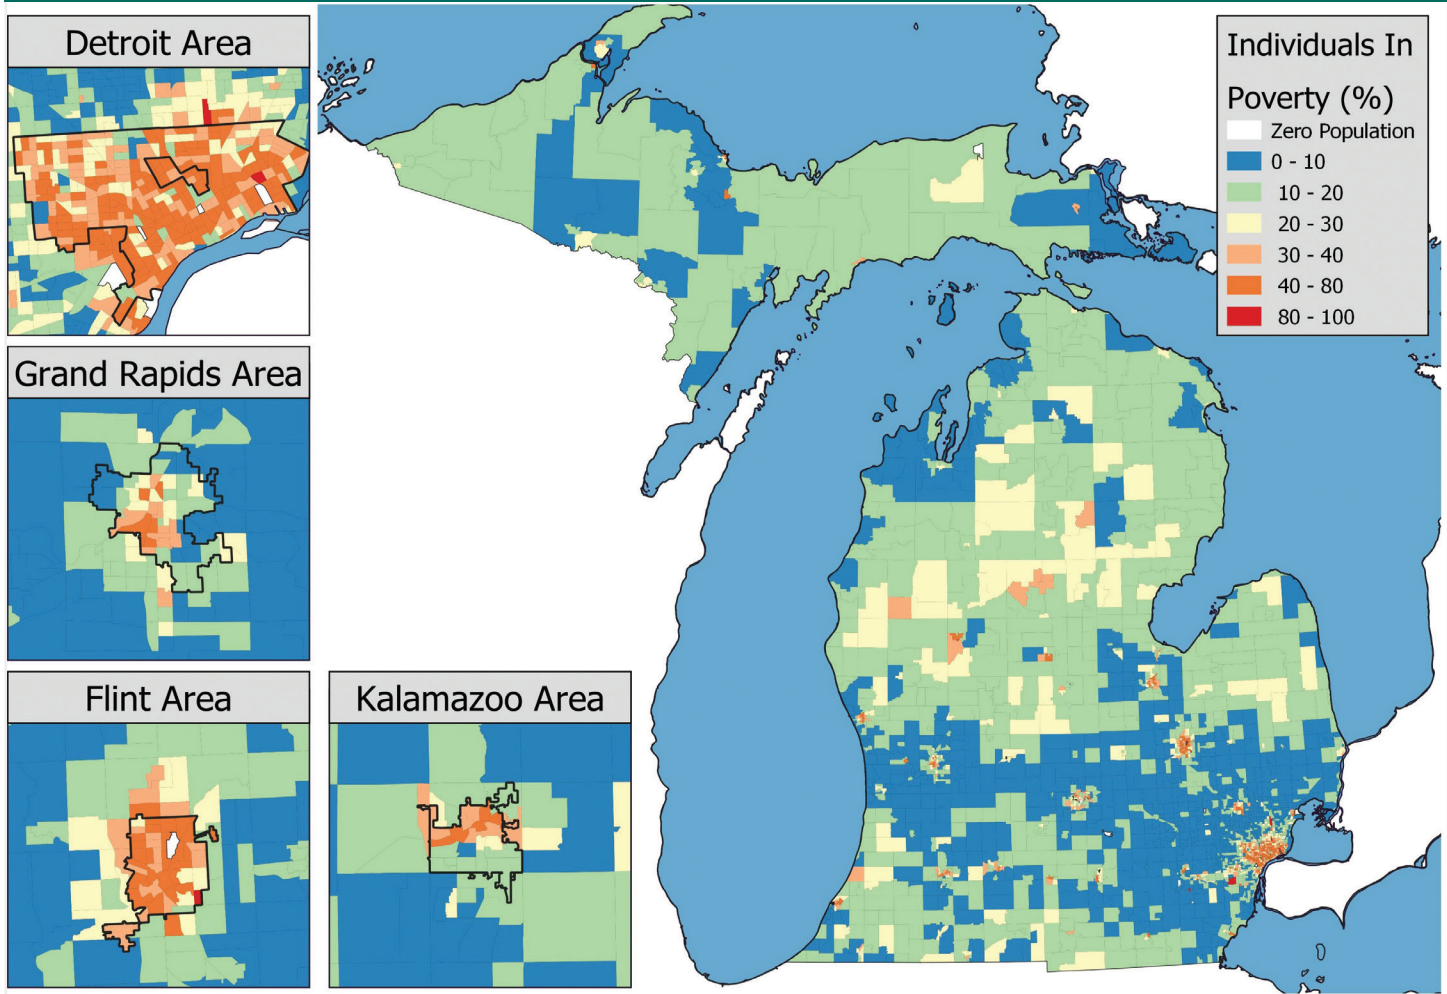 Detroit Area
Grand Rapids Area
Flint Area
Kalamazoo Area
Individuals In
Poverty (%)
Zero Population
0 - 10
10 - 20
20 - 30
30 - 40
40 - 80
80 - 100